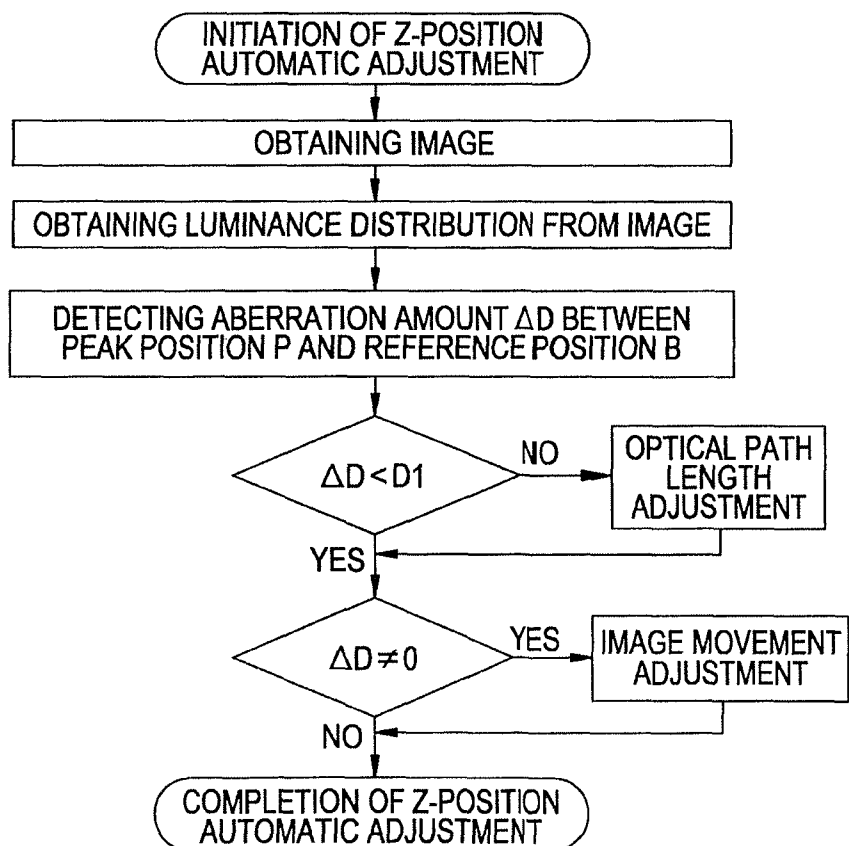 INITIATION OF Z-POSITION
AUTOMATIC ADJUSTMENT
OBTAINING IMAGE
OBTAINING LUMINANCE DISTRIBUTION FROM IMAGE
DETECTING ABERRATION AMOUNT ΔD BETWEEN
PEAK POSITION P AND REFERENCE POSITION B
ΔD<D1
NO
OPTICAL PATH
LENGTH
ADJUSTMENT
YES
ΔD≠0
YES
IMAGE MOVEMENT
ADJUSTMENT
NO
COMPLETION OF Z-POSITION
AUTOMATIC ADJUSTMENT